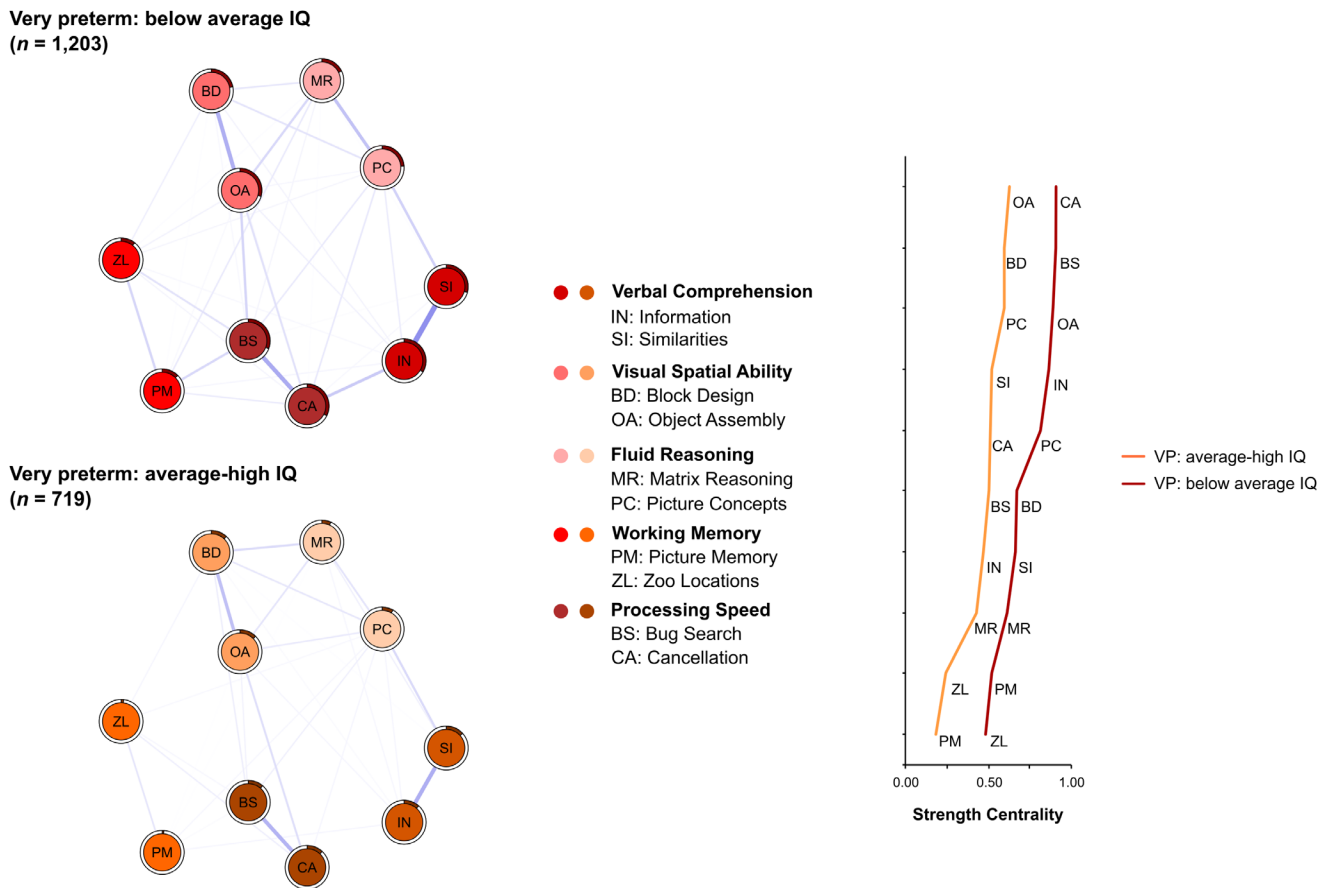 Very preterm: below average IQ
(n = 1,203)
BD
MR
PC
OA
ZL
SI
BS
IN
PM
CA
Very preterm: average-high IQ
(n = 719)
BD
MR
PC
OA
ZL
SI
BS
IN
PM
CA
Verbal Comprehension
IN: Information
SI: Similarities
Visual Spatial Ability
BD: Block Design
OA: Object Assembly
Fluid Reasoning
MR: Matrix Reasoning
PC: Picture Concepts
Working Memory
PM: Picture Memory
ZL: Zoo Locations
Processing Speed
BS: Bug Search
CA: Cancellation
OA CA
BD BS
PC OA
SI IN
CA PC
BS BD
IN SI
MR MR
ZL PM
PM ZL
0.00 0.50 1.00
Strength Centrality
VP: average-high IQ
VP: below average IQ